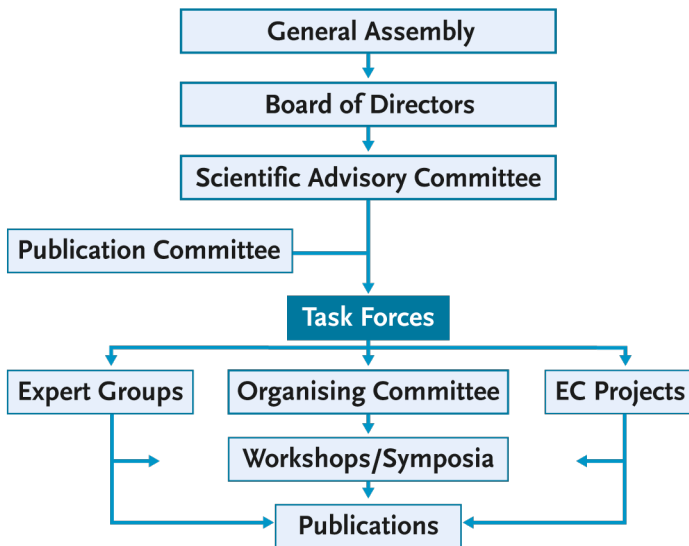 General Assembly
Board of Directors
Scientific Advisory Committee
Publication Committee
Task Forces
Expert Groups
Organising Committee
EC Projects
Workshops/Symposia
Publications